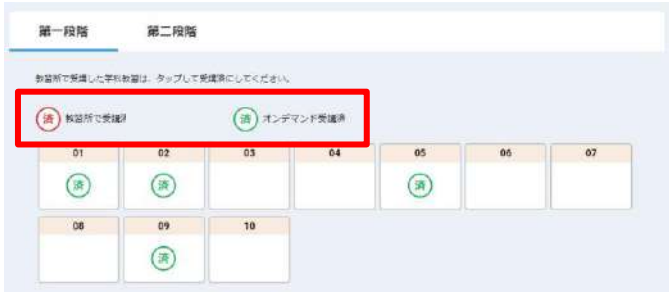 第一段階 第二段階
教習所で受講した学科教習は、タップして受講済にしてください。
済 教習所で受講済 済 オンデマンド受講済
01 02 03 04 05 06 07
済 済 済
08 09 10
済